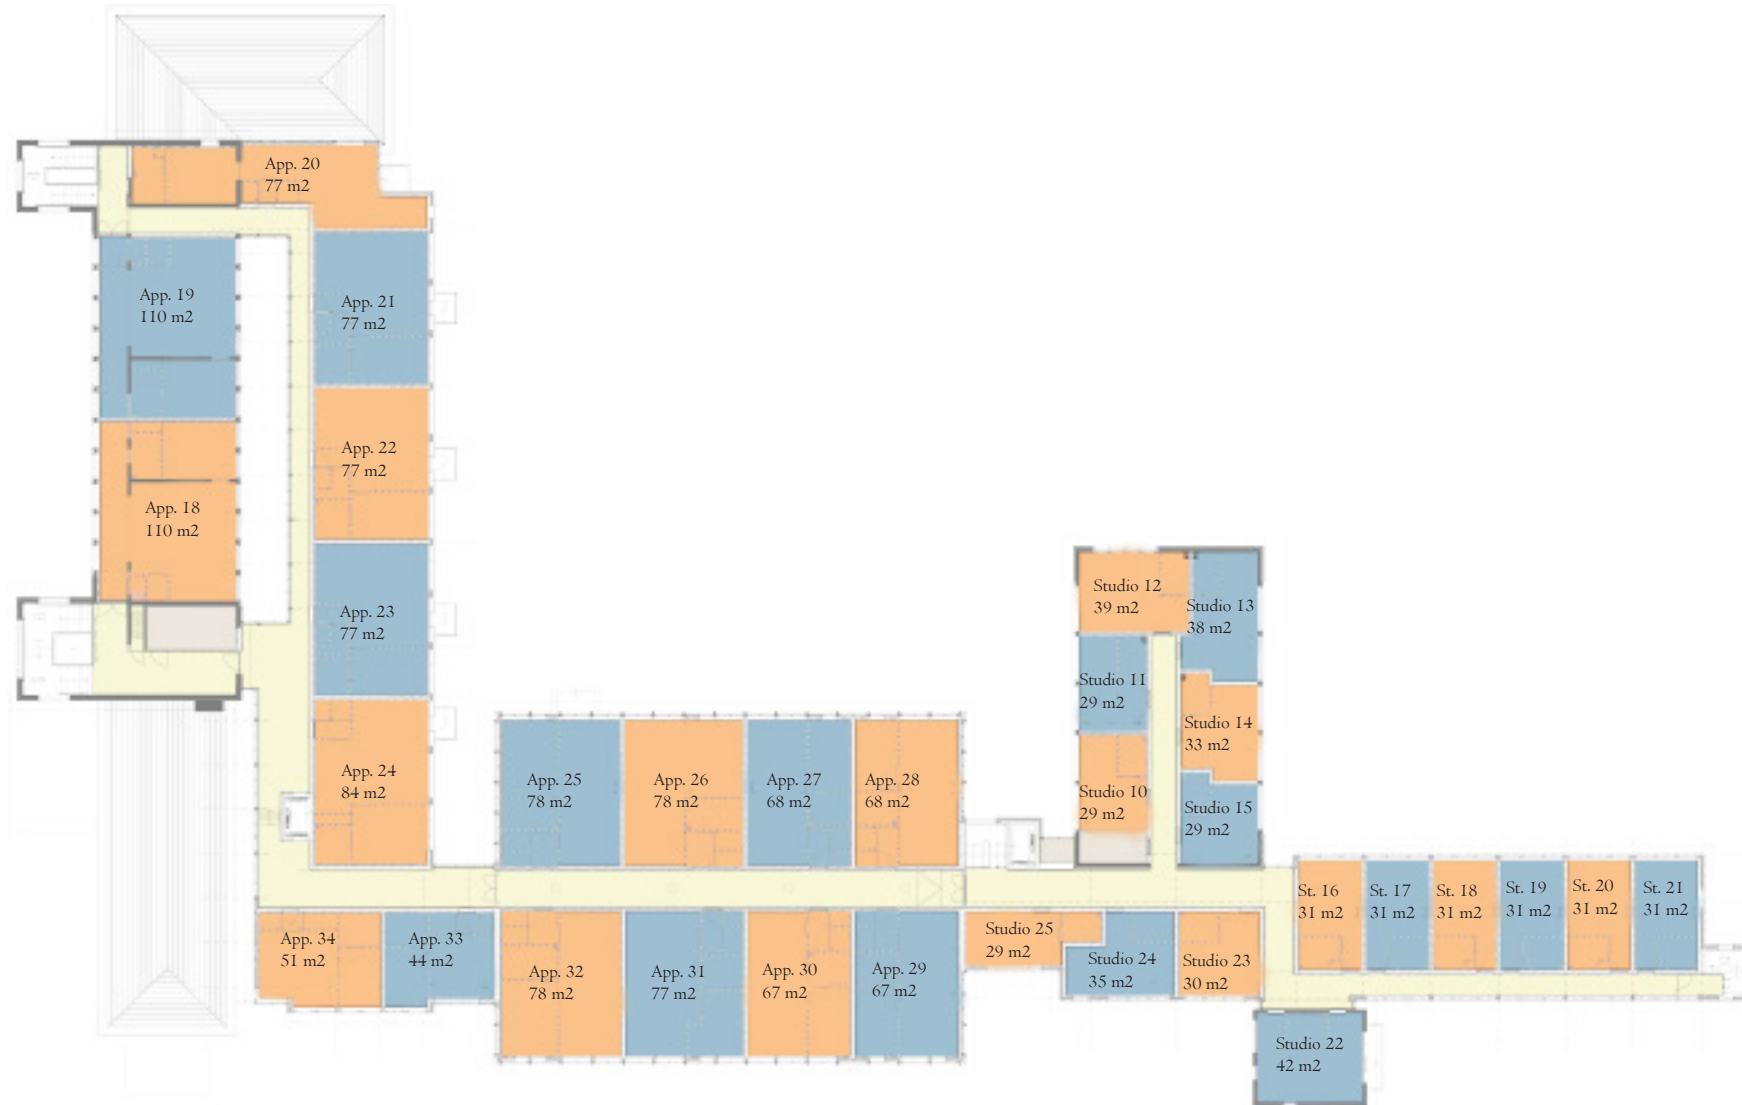 App. 20
77 m2
App. 19
110 m2
App. 21
77 m2
App. 22
77 m2
App. 18
110 m2
App. 23
77 m2
App. 24
84 m2
App. 25
78 m2
App. 26
78 m2
App. 27
68 m2
App. 28
68 m2
Studio 12
39 m2
Studio 13
38 m2
Studio 11
29 m2
Studio 14
33 m2
Studio 10
29 m2
Studio 15
29 m2
St. 16
31 m2
St. 17
31 m2
St. 18
31 m2
St. 19
31 m2
St. 20
31 m2
St. 21
31 m2
App. 34
51 m2
App. 33
44 m2
App. 32
78 m2
App. 31
77 m2
App. 30
67 m2
App. 29
67 m2
Studio 25
29 m2
Studio 24
35 m2
Studio 23
30 m2
Studio 22
42 m2